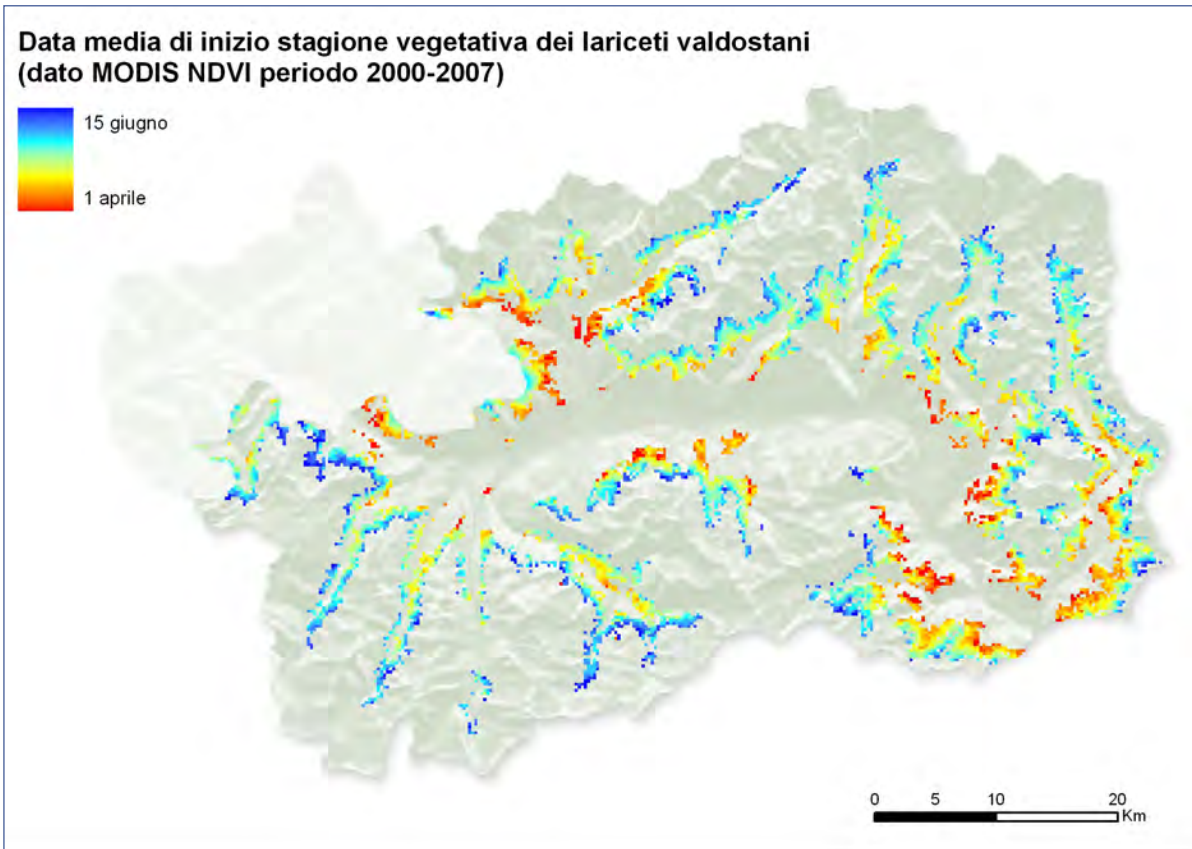 Data media di inizio stagione vegetativa dei lariceti valdostani
(dato MODIS NDVI periodo 2000-2007)
15 giugno
1 aprile
0 5 10 20
Km